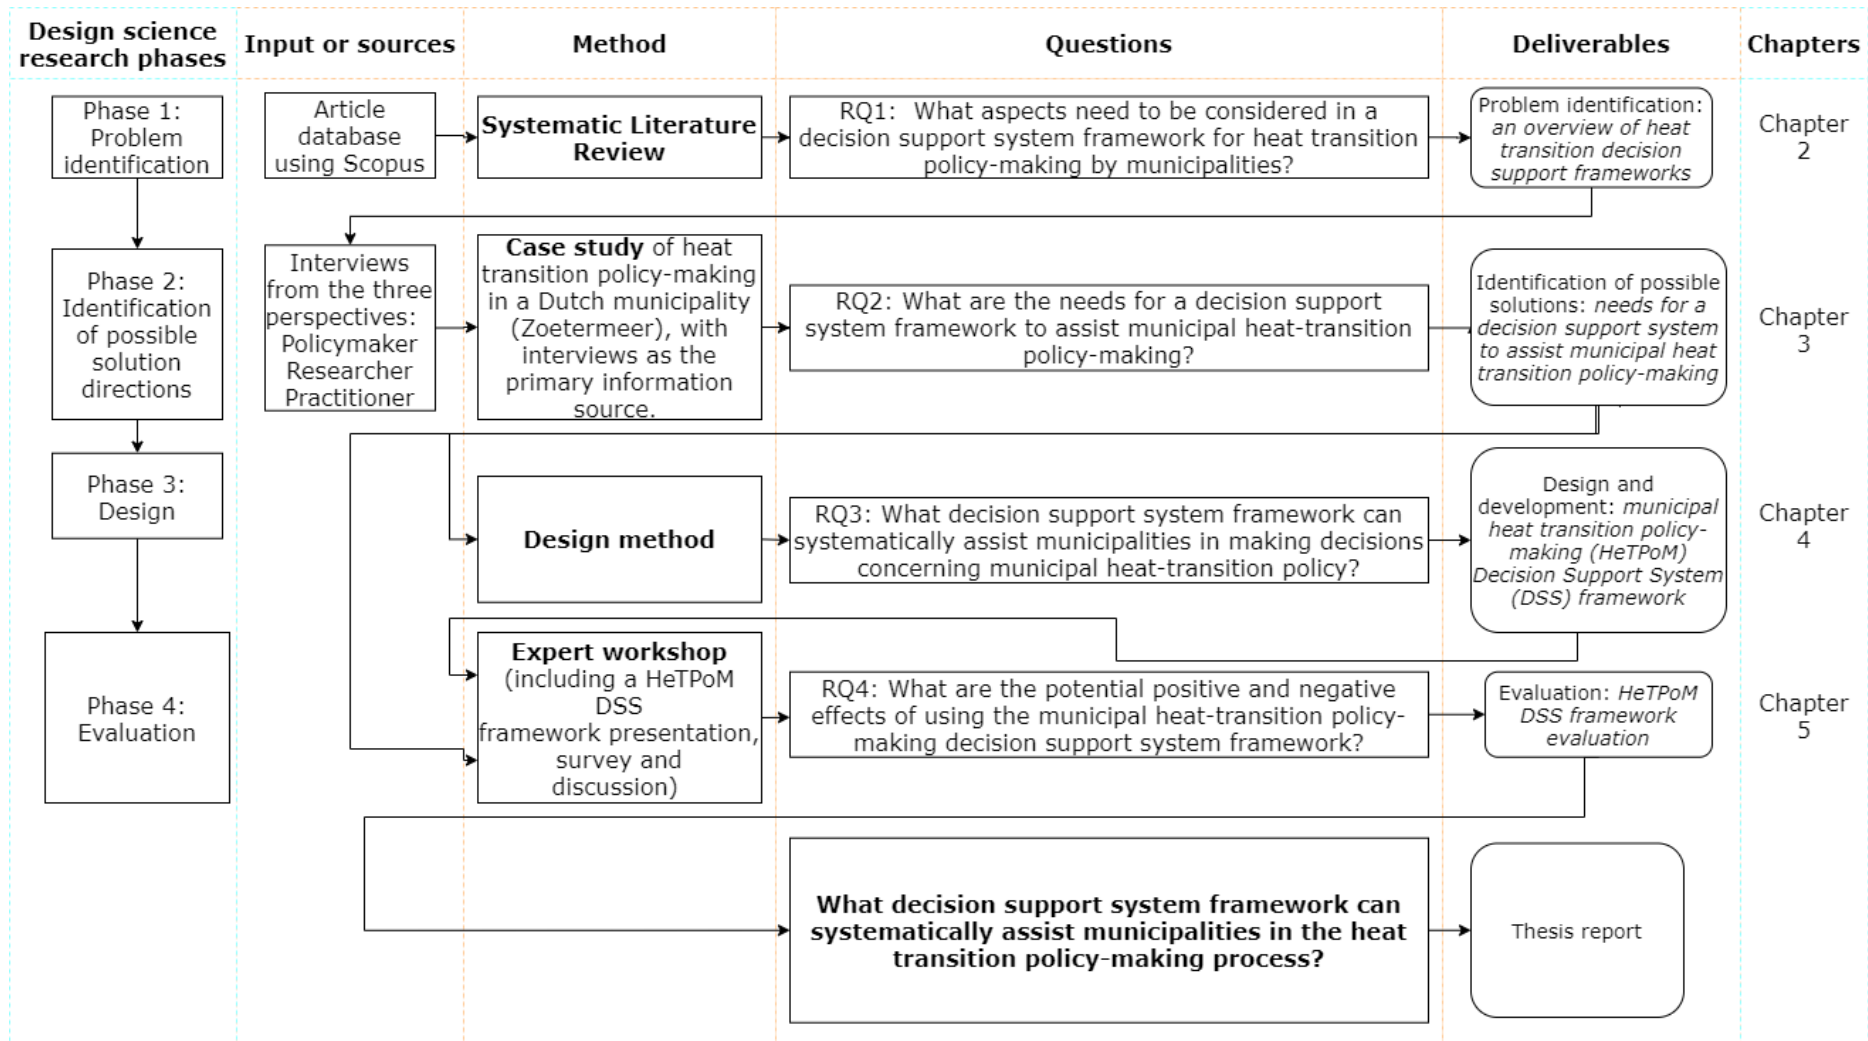 Design science
research phases
Input or sources
Method
Questions
Deliverables
Chapters
Phase 1:
Problem
identification
Article
database
using Scopus
Systematic Literature
Review
RQ1:  What aspects need to be considered in a
decision support system framework for heat transition
policy-making by municipalities?
Problem identification:
an overview of heat
transition decision
support frameworks
Chapter
2
Phase 2:
Identification
of possible
solution
directions
Interviews
from the three
perspectives:
Policymaker
Researcher
Practitioner
Case study of heat
transition policy-making
in a Dutch municipality
(Zoetermeer), with
interviews as the
primary information
source.
RQ2: What are the needs for a decision support
system framework to assist municipal heat-transition
policy-making?
Identification of possible
solutions: needs for a
decision support system
to assist municipal heat
transition policy-making
Chapter
3
Phase 3:
Design
Design method
RQ3: What decision support system framework can
systematically assist municipalities in making decisions
concerning municipal heat-transition policy?
Design and
development: municipal
heat transition policy-
making (HeTPoM)
Decision Support System
(DSS) framework
Chapter
4
Phase 4:
Evaluation
Expert workshop
(including a HeTPoM
DSS
framework presentation,
survey and
discussion)
RQ4: What are the potential positive and negative
effects of using the municipal heat-transition policy-
making decision support system framework?
Evaluation: HeTPoM
DSS framework
evaluation
Chapter
5
What decision support system framework can
systematically assist municipalities in the heat
transition policy-making process?
Thesis report